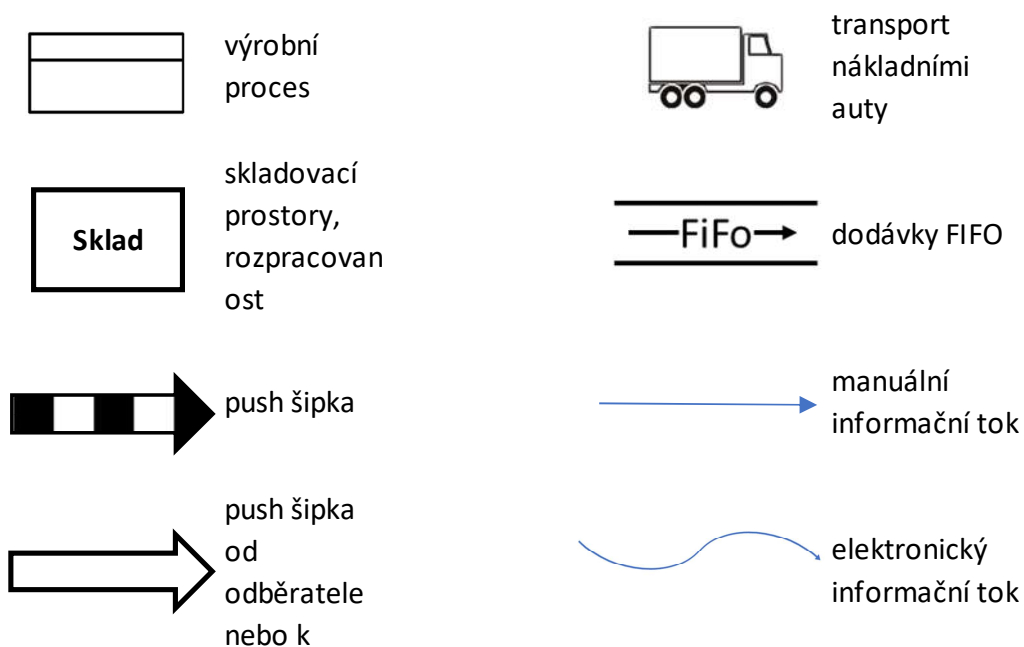 výrobní
proces
transport
nákladními
auty
Sklad
skladovací
prostory,
rozpracovan
ost
FiFo
dodávky FIFO
push šipka
manuální
informační tok
push šipka
od
odběratele
nebo k
elektronický
informační tok